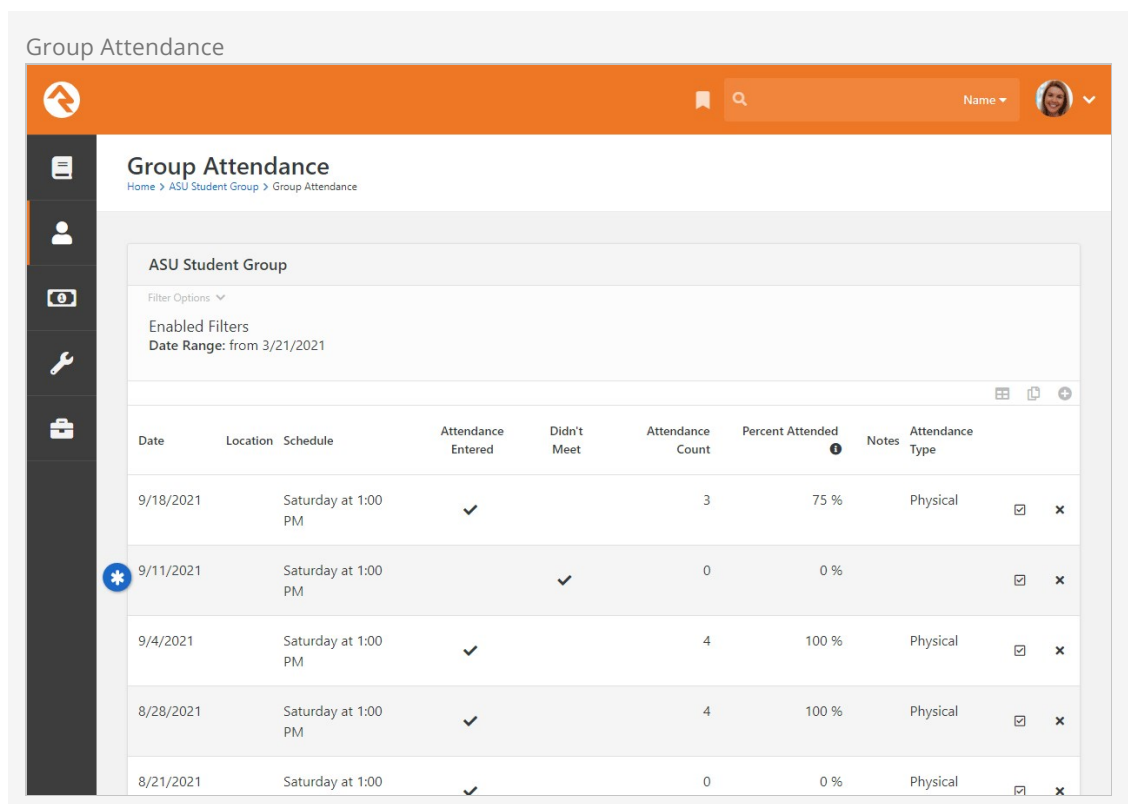 Group Attendance
Name
Group Attendance
Home > ASU Student Group > Group Attendance
ASU Student Group
Filter Options
Enabled Filters
Date Range: from 3/21/2021
Date Location Schedule Attendance Entered Didn't Meet Attendance Count Percent Attended Notes Attendance Type
9/18/2021 Saturday at 1:00 PM 3 75 % Physical
9/11/2021 Saturday at 1:00 PM 0 0 %
9/4/2021 Saturday at 1:00 PM 4 100 % Physical
8/28/2021 Saturday at 1:00 PM 4 100 % Physical
8/21/2021 Saturday at 1:00 0 0 % Physical